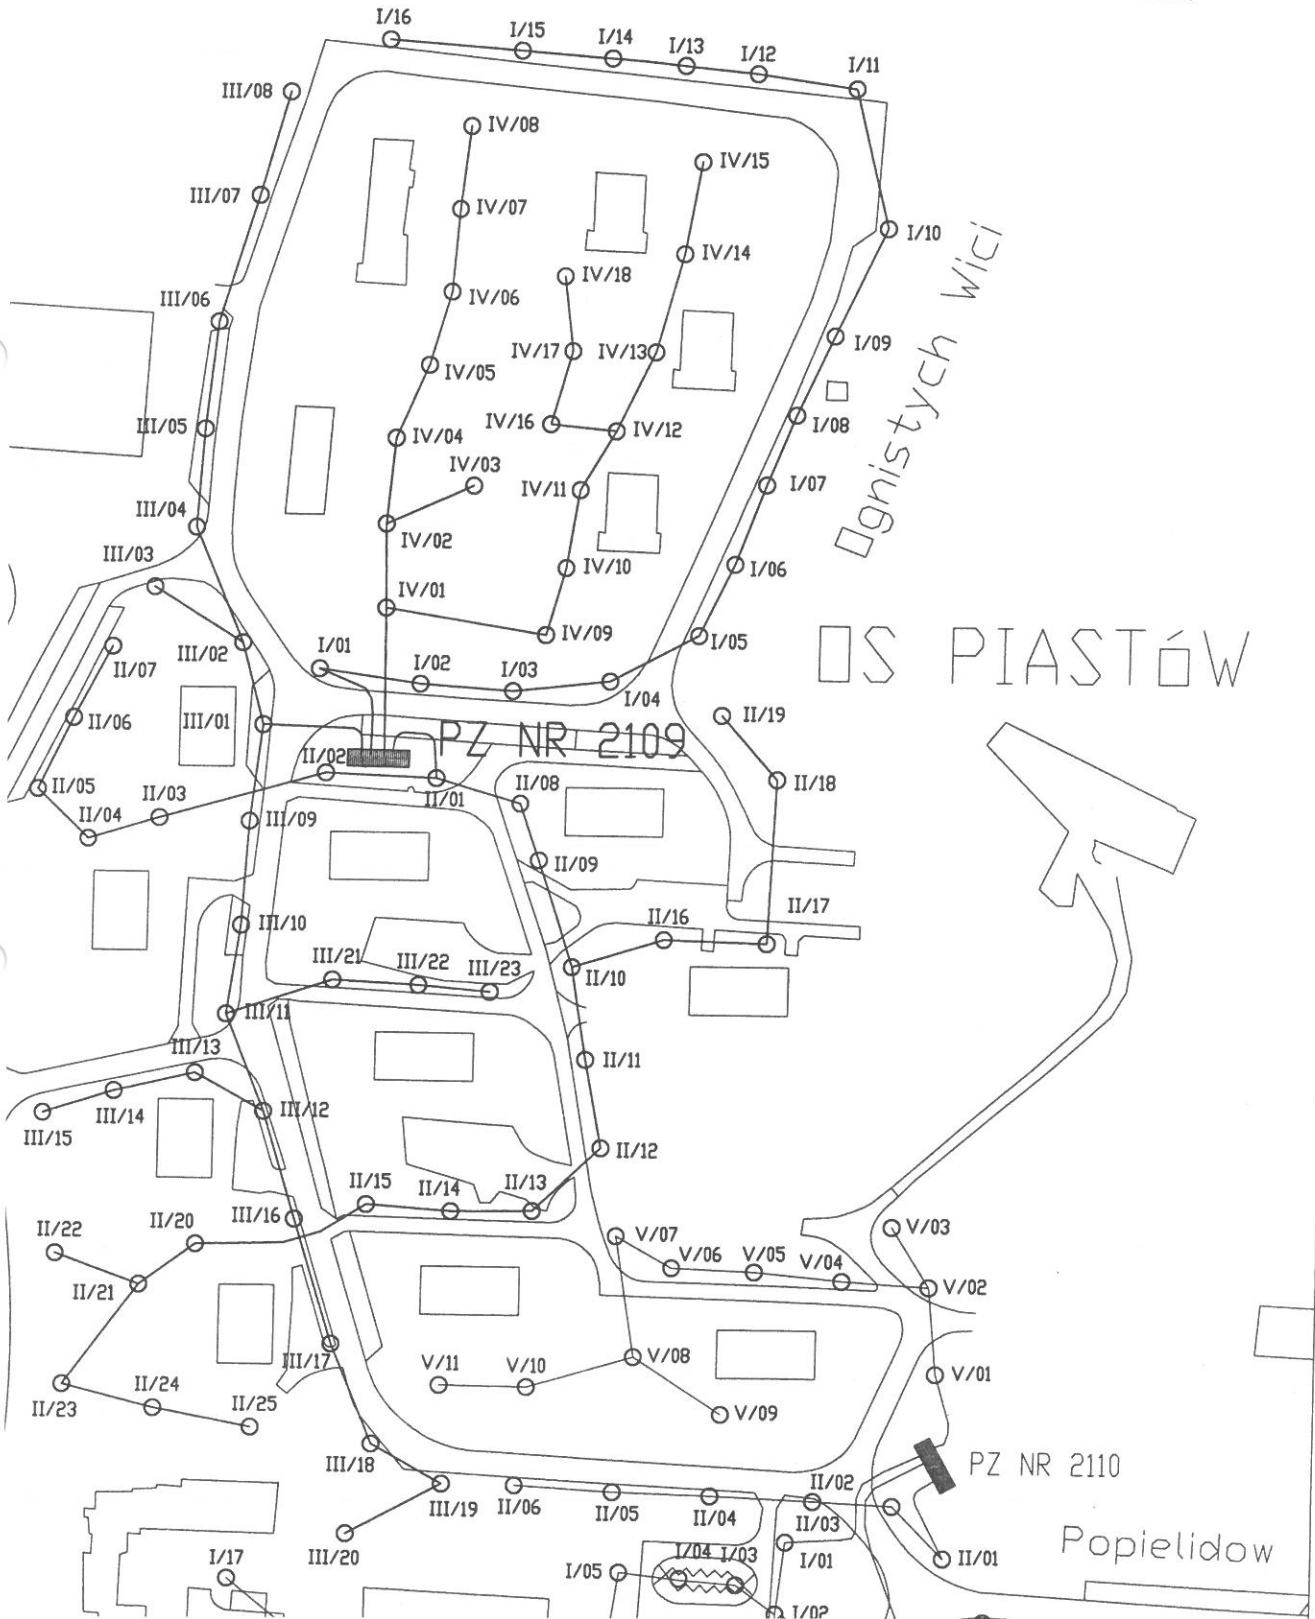 I/16
I/15
I/14
I/13
I/12
I/11
III/08
IV/08
IV/15
III/07
IV/07
I/10
IV/14
IV/18
IV/06
III/06
I/09
IV/17
IV/13
IV/05
Ognistych Wici
I/08
III/05
IV/16
IV/12
IV/04
IV/03
IV/11
I/07
III/04
IV/02
III/03
IV/10
I/06
IV/01
IV/09
I/05
OS PIASTÓW
III/02
I/01
II/07
I/02
I/03
I/04
II/06
III/01
II/19
PZ NR 2109
II/02
II/05
II/03
II/01
II/08
II/18
II/04
III/09
II/09
II/17
III/10
II/16
III/21
III/22
III/23
II/10
III/11
III/13
II/11
III/14
III/12
III/15
II/12
II/15
II/14
II/13
III/16
II/22
II/20
V/07
V/03
V/06
V/05
V/04
II/21
V/02
III/17
V/08
V/11
V/10
V/01
II/24
II/23
II/25
V/09
III/18
PZ NR 2110
III/19
II/06
II/05
II/04
II/02
II/03
III/20
I/17
I/05
I/04
I/03
I/01
II/01
Popielidow
I/02